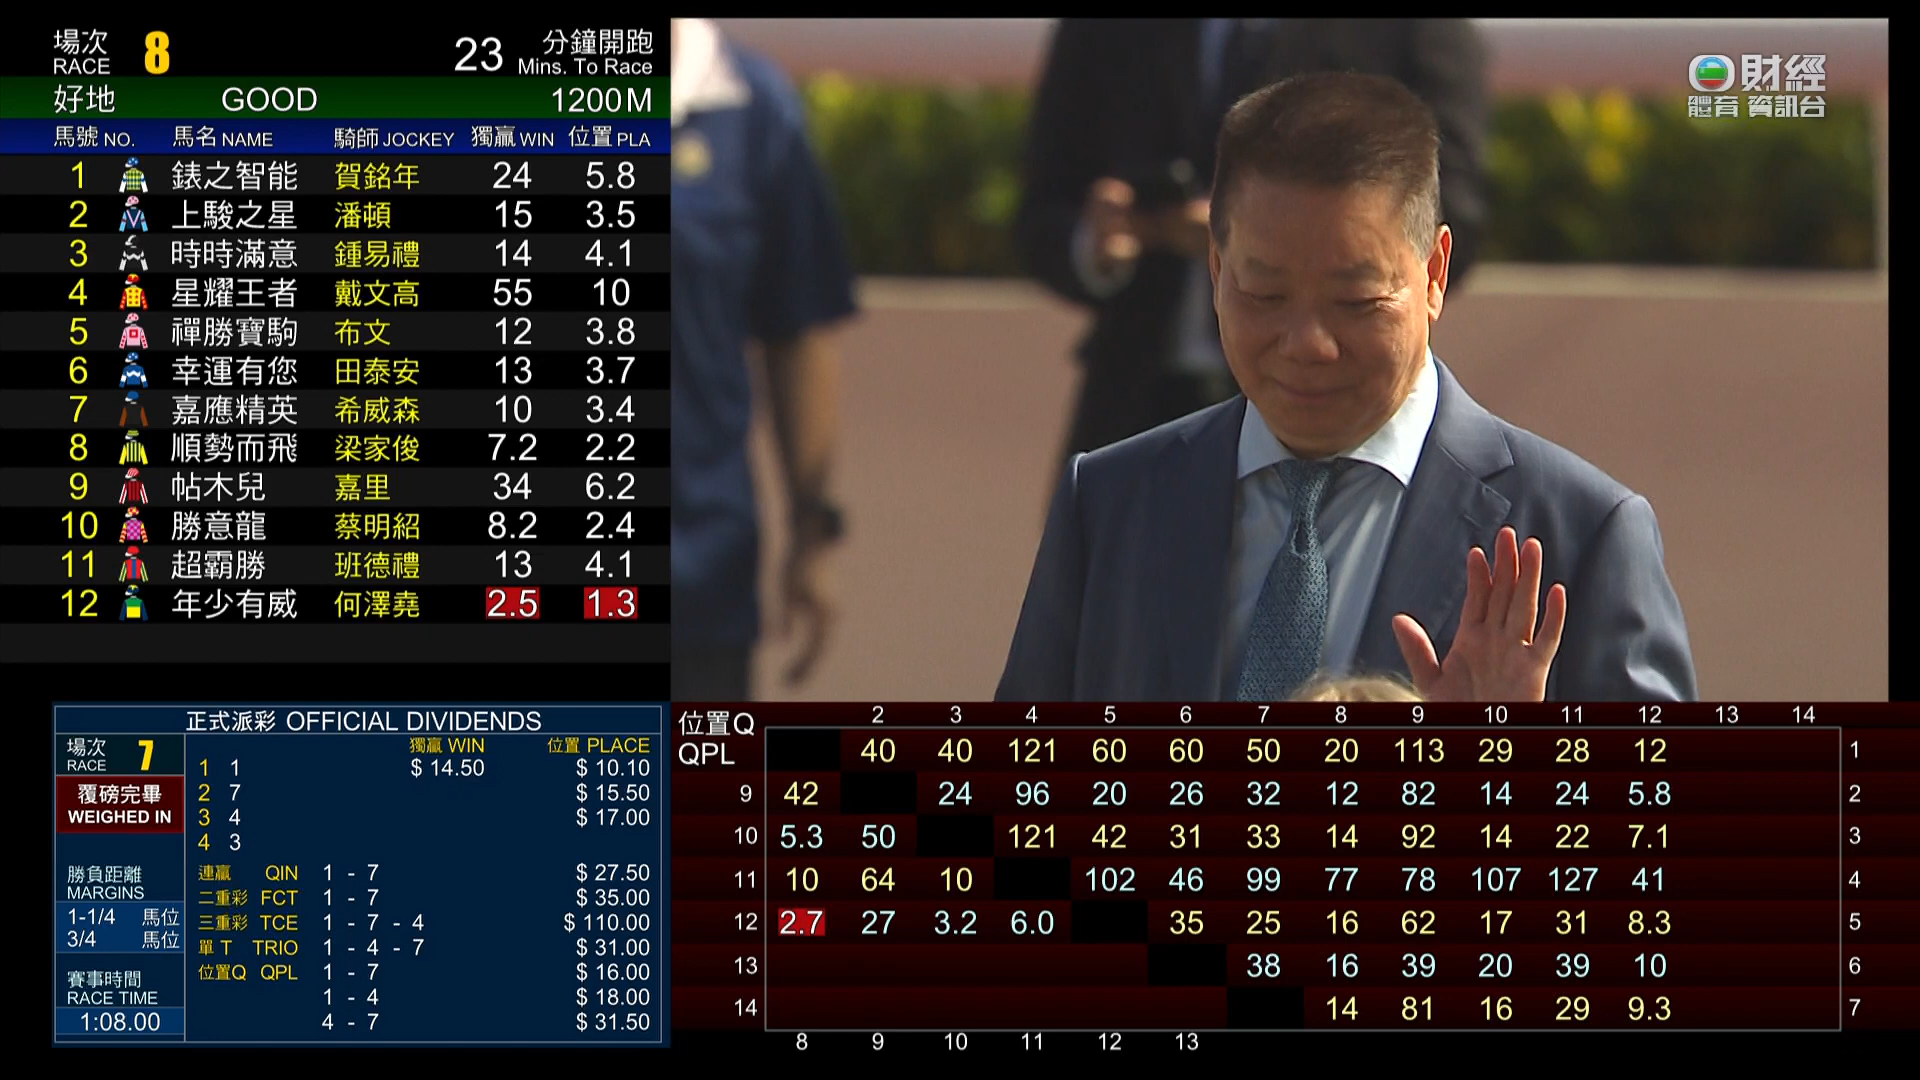 場次 8 23 分鐘開跑
RACE Mins. To Race
好地 GOOD 1200M
馬號 NO. 馬名 NAME 騎師 JOCKEY 獨贏 WIN 位置 PLA
1 錶之智能 賀銘年 24 5.8
2 上駿之星 潘頓 15 3.5
3 時時滿意 鍾易禮 14 4.1
4 星耀王者 戴文高 55 10
5 禪勝寶駒 布文 12 3.8
6 幸運有您 田泰安 13 3.7
7 嘉應精英 希威森 10 3.4
8 順勢而飛 梁家俊 7.2 2.2
9 帖木兒 嘉里 34 6.2
10 勝意龍 蔡明紹 8.2 2.4
11 超霸勝 班德禮 13 4.1
12 年少有威 何澤堯 2.5 1.3
財經
體育 資訊台
正式派彩 OFFICIAL DIVIDENDS
場次 7
RACE
覆磅完畢
WEIGHED IN
勝負距離
MARGINS
1-1/4 馬位
3/4 馬位
賽事時間
RACE TIME
1:08.00
獨贏 WIN 位置 PLACE
1 1 $ 14.50 $ 10.10
2 7 $ 15.50
3 4 $ 17.00
4 3
連贏 QIN 1 - 7 $ 27.50
二重彩 FCT 1 - 7 $ 35.00
三重彩 TCE 1 - 7 - 4 $ 110.00
單T TRIO 1 - 4 - 7 $ 31.00
位置Q QPL 1 - 7 $ 16.00
1 - 4 $ 18.00
4 - 7 $ 31.50
位置Q 2 3 4 5 6 7 8 9 10 11 12 13 14
QPL 40 40 121 60 60 50 20 113 29 28 12 1
9 42 24 96 20 26 32 12 82 14 24 5.8 2
10 5.3 50 121 42 31 33 14 92 14 22 7.1 3
11 10 64 10 102 46 99 77 78 107 127 41 4
12 2.7 27 3.2 6.0 35 25 16 62 17 31 8.3 5
13 38 16 39 20 39 10 6
14 14 81 16 29 9.3 7
8 9 10 11 12 13